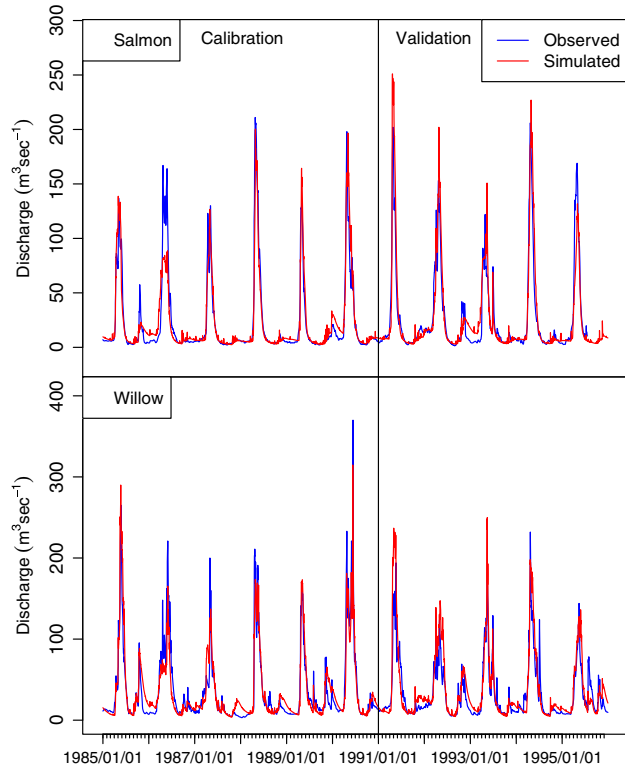 Salmon
Calibration
Validation
Observed
Simulated
Discharge (m³sec⁻¹)
300
250
200
150
100
50
0
Willow
Discharge (m³sec⁻¹)
400
300
200
100
0
1985/01/01
1987/01/01
1989/01/01
1991/01/01
1993/01/01
1995/01/01